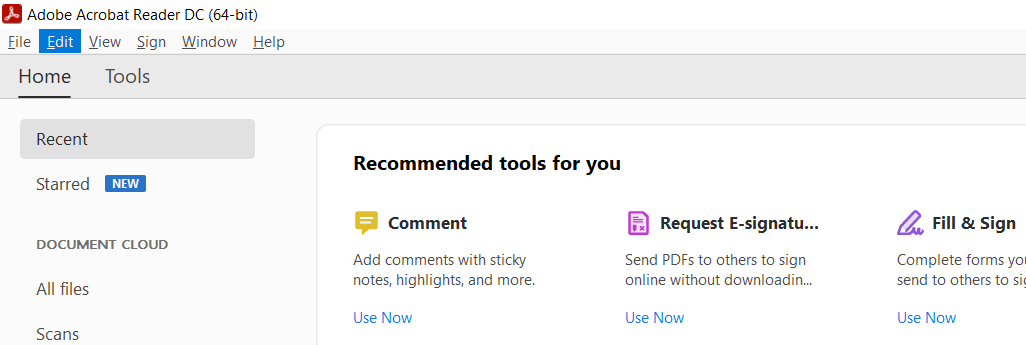 Adobe Acrobat Reader DC (64-bit)
File Edit View Sign Window Help
Home Tools
Recent
Starred NEW
DOCUMENT CLOUD
All files
Scans
Recommended tools for you
Comment
Add comments with sticky
notes, highlights, and more.
Use Now
Request E-signatu...
Send PDFs to others to sign
online without downloadin...
Use Now
Fill & Sign
Complete forms
send to others to
Use Now